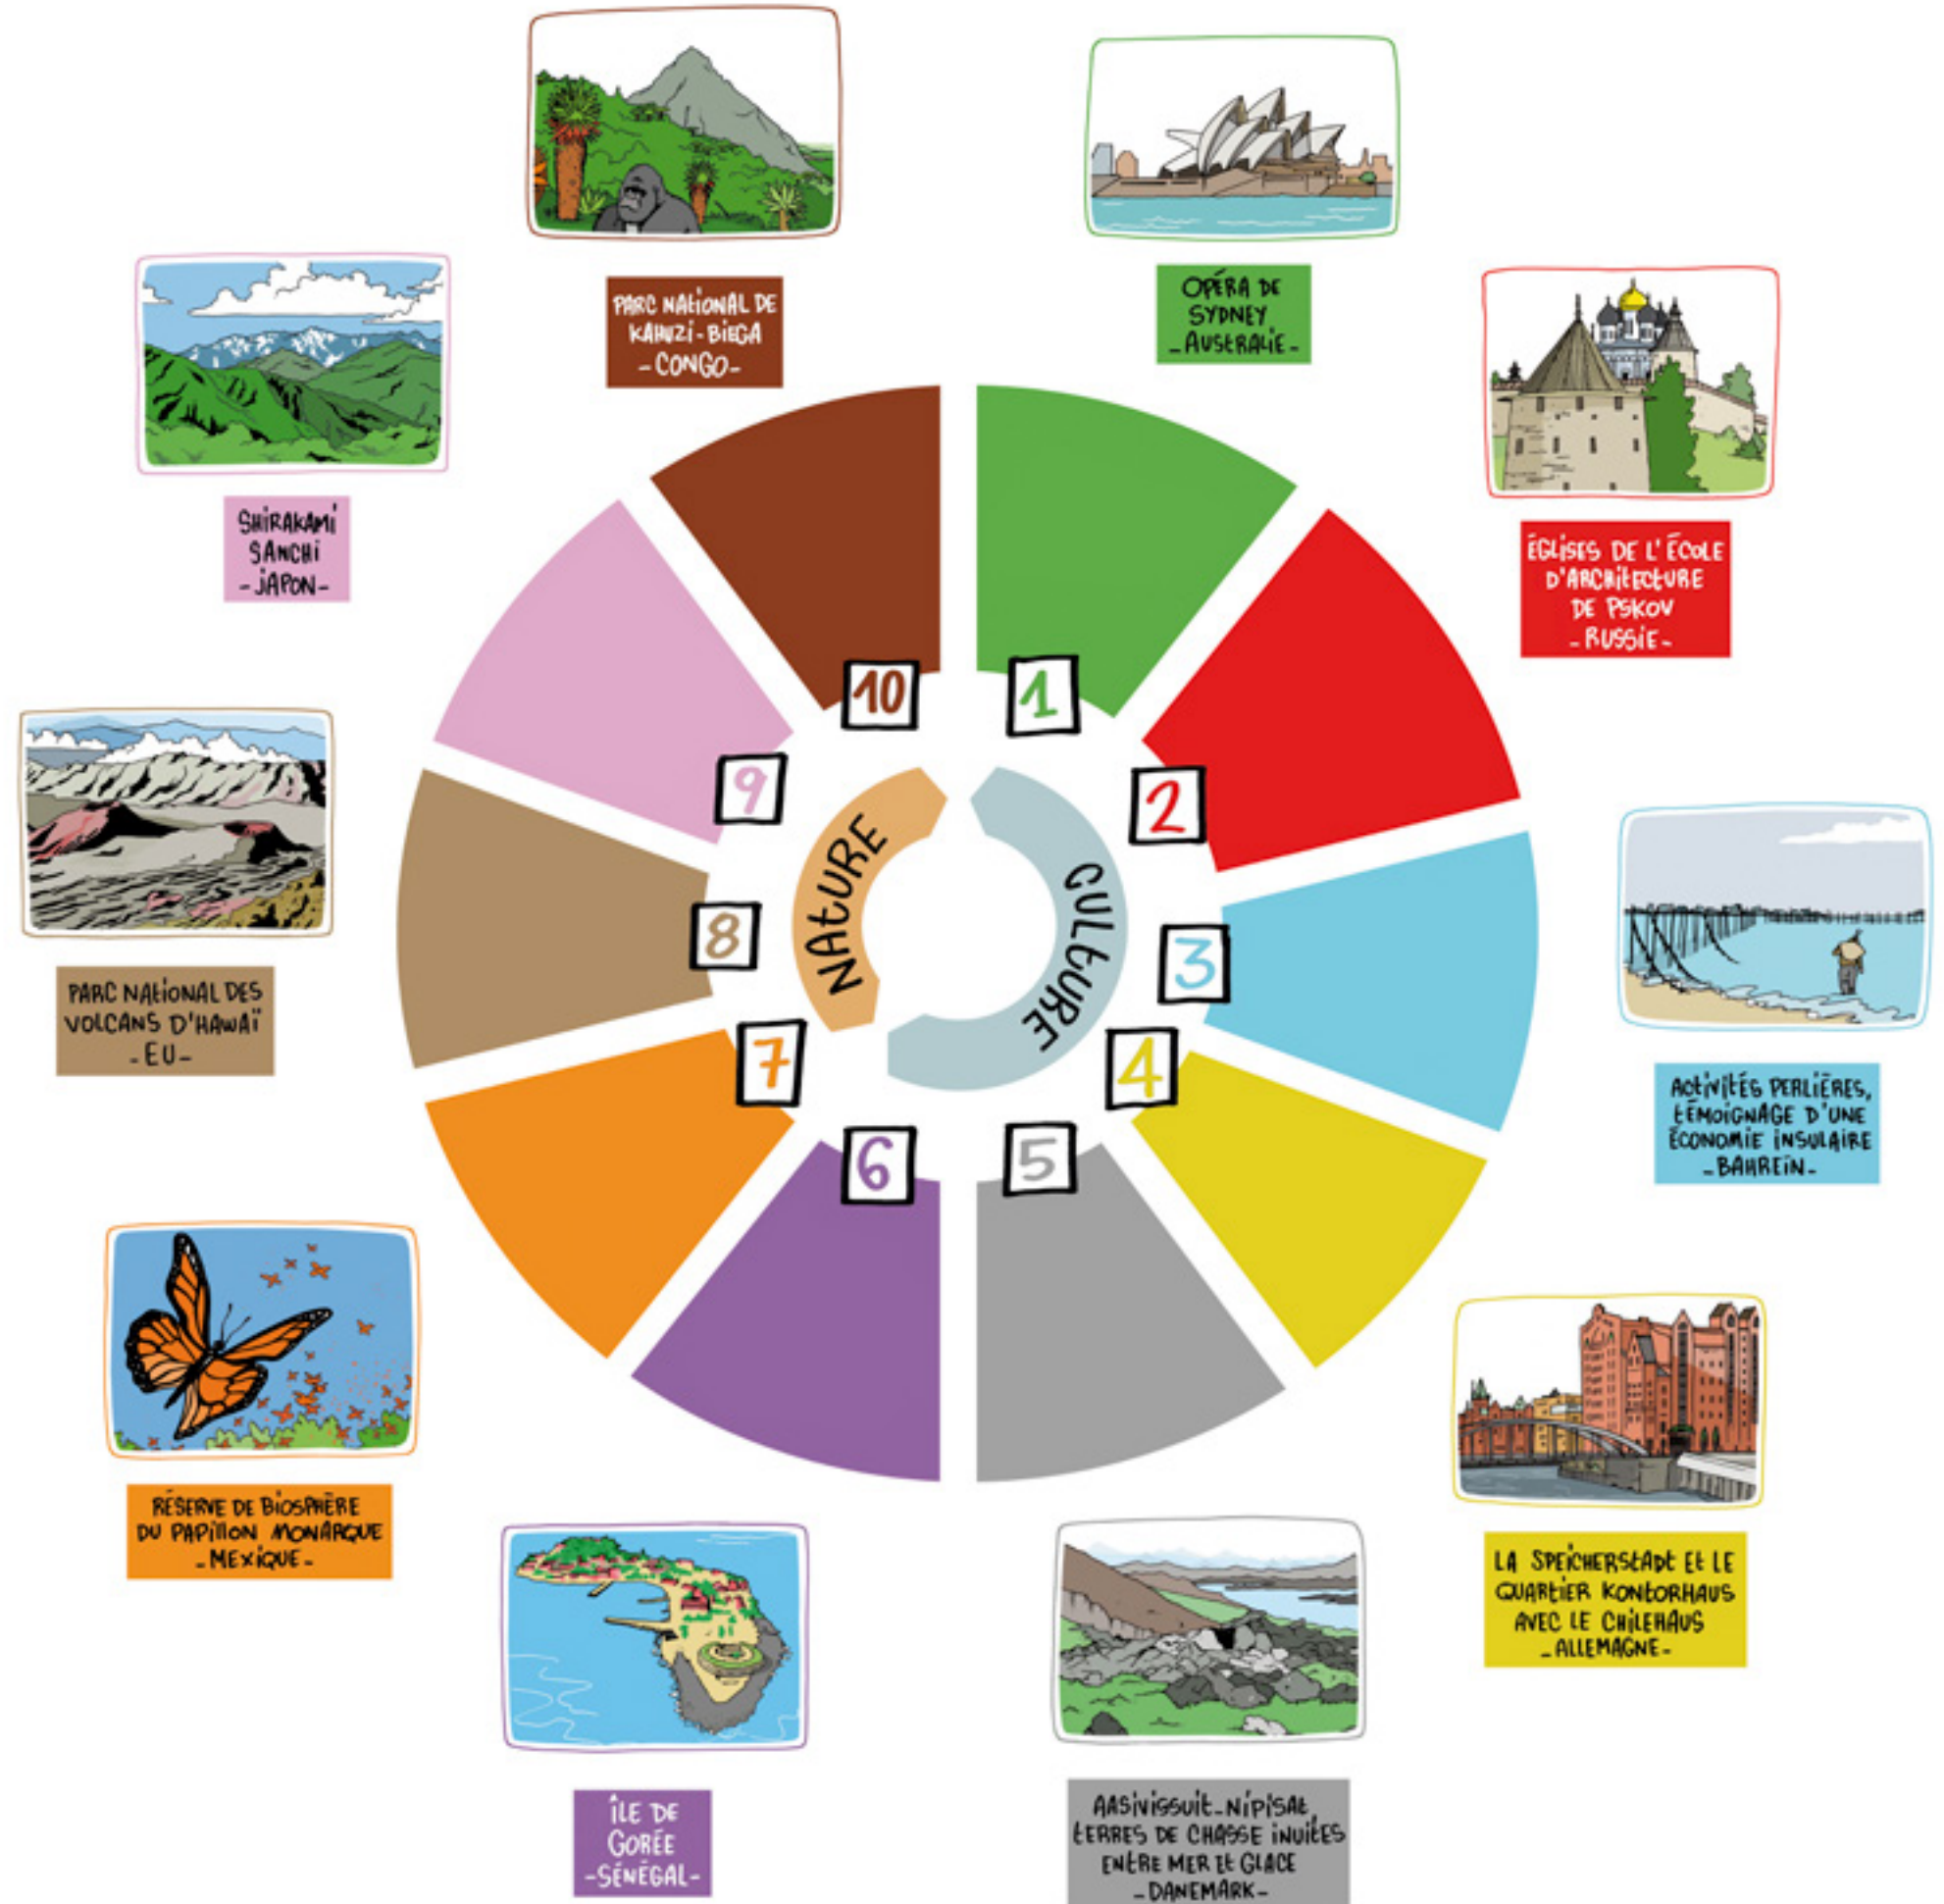 OPÉRA DE
SYDNEY
-AUSTRALIE-
ÉGLISES DE L'ÉCOLE
D'ARCHITECTURE
DE PSKOV
-RUSSIE-
ACTIVITÉS PERLIÈRES,
TÉMOIGNAGE D'UNE
ÉCONOMIE INSULAIRE
-BAHREÏN-
LA SPEICHERSTADT ET LE
QUARTIER KONTORHAUS
AVEC LE CHILEHAUS
-ALLEMAGNE-
AASIVISSUIT-NIPISAT,
TERRES DE CHASSE INUITES
ENTRE MER ET GLACE
-DANEMARK-
ÎLE DE
GORÉE
-SÉNÉGAL-
RÉSERVE DE BIOSPHÈRE
DU PAPILLON MONARQUE
-MEXIQUE-
PARC NATIONAL DES
VOLCANS D'HAWAÏ
-EU-
SHIRAKAMI
SANCHI
-JAPON-
PARC NATIONAL DE
KAHUZI-BIEGA
-CONGO-
1
2
3
4
5
6
7
8
9
10
NATURE
CULTURE